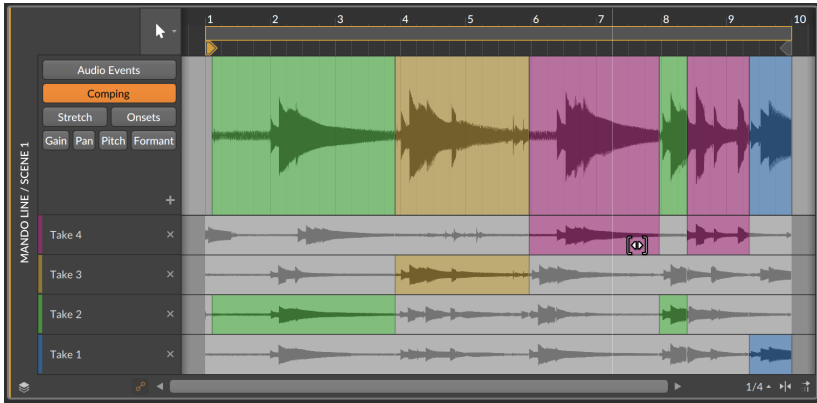 1 2 3 4 5 6 7 8 9 10
Audio Events
Comping
Stretch Onsets
Gain Pan Pitch Formant
+
MANDO LINE / SCENE 1
Take 4 ×
Take 3 ×
Take 2 ×
Take 1 ×
1/4